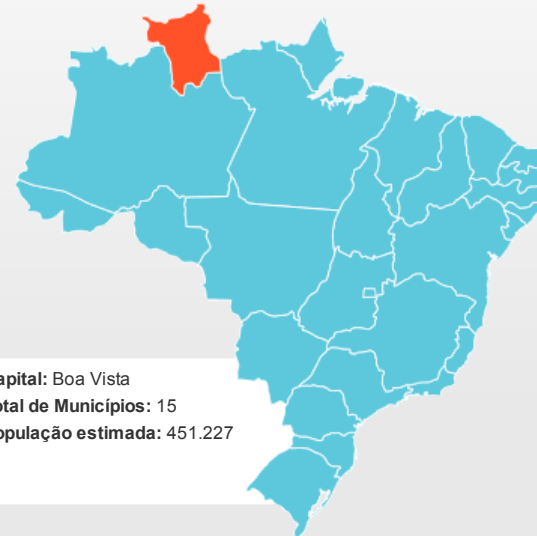 apital: Boa Vista
otal de Municípios: 15
opulação estimada: 451.227